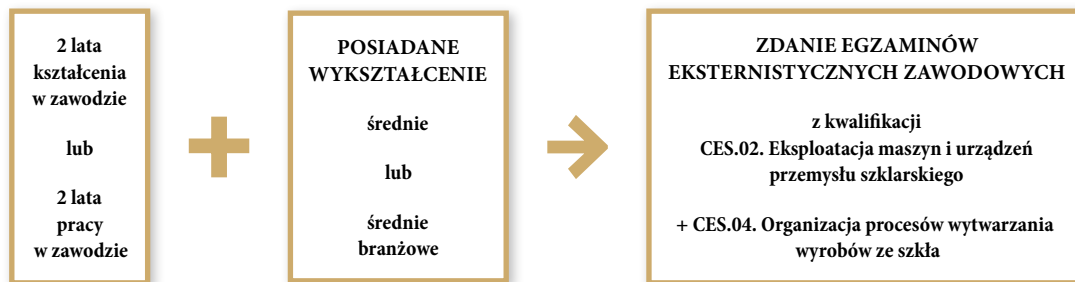 2 lata
kształcenia
w zawodzie
lub
2 lata
pracy
w zawodzie
POSIADANE
WYKSZTAŁCENIE
średnie
lub
średnie
branżowe
ZDANIE EGZAMINÓW
EKSTERNISTYCZNYCH ZAWODOWYCH
z kwalifikacji
CES.02. Eksploatacja maszyn i urządzeń
przemysłu szklarskiego
+ CES.04. Organizacja procesów wytwarzania
wyrobów ze szkła